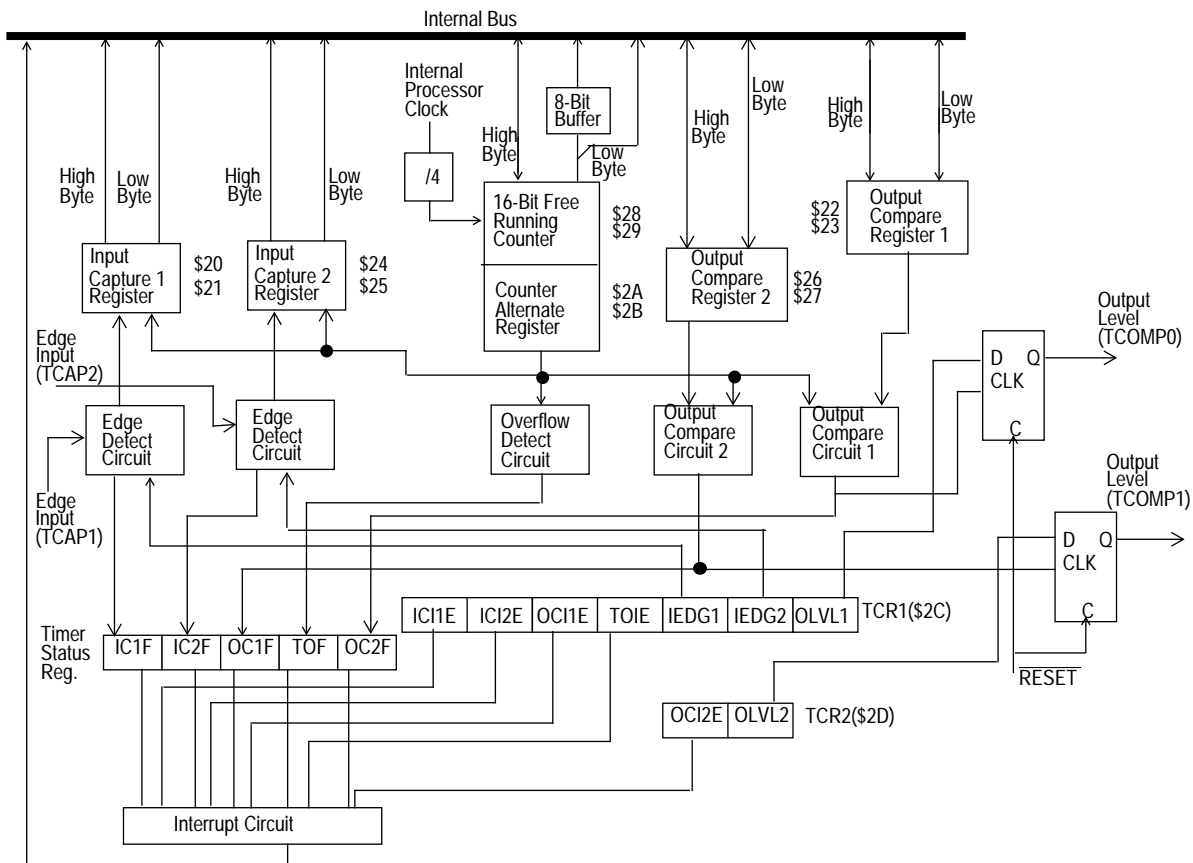 Internal Bus
Internal
Processor
Clock
8-Bit
Buffer
High
Byte
Low
Byte
High
Byte
Low
Byte
High
Byte
Low
Byte
High
Byte
Low
Byte
High
Byte
Low
Byte
/4
16-Bit Free
Running
Counter
$28
$29
Counter
Alternate
Register
$2A
$2B
Output
Compare
Register 1
$22
$23
Input
Capture 1
Register
$20
$21
Input
Capture 2
Register
$24
$25
Output
Compare
Register 2
$26
$27
Edge
Input
(TCAP2)
Edge
Detect
Circuit
Edge
Detect
Circuit
Overflow
Detect
Circuit
Output
Compare
Circuit 2
Output
Compare
Circuit 1
D Q
CLK
C
Output
Level
(TCOMP0)
Edge
Input
(TCAP1)
D Q
CLK
C
Output
Level
(TCOMP1)
ICI1E ICI2E OCI1E TOIE IEDG1 IEDG2 OLVL1
TCR1($2C)
Timer
Status
Reg.
IC1F IC2F OC1F TOF OC2F
RESET
OCI2E OLVL2
TCR2($2D)
Interrupt Circuit